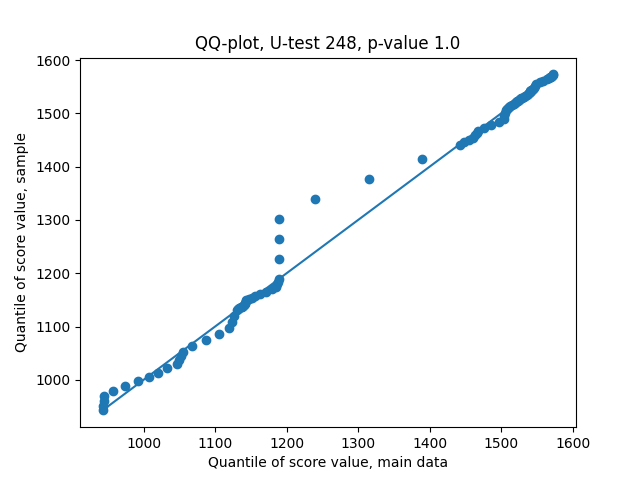 QQ-plot, U-test 248, p-value 1.0
1600
1500
1400
1300
1200
1100
1000
Quantile of score value, sample
1000 1100 1200 1300 1400 1500 1600
Quantile of score value, main data